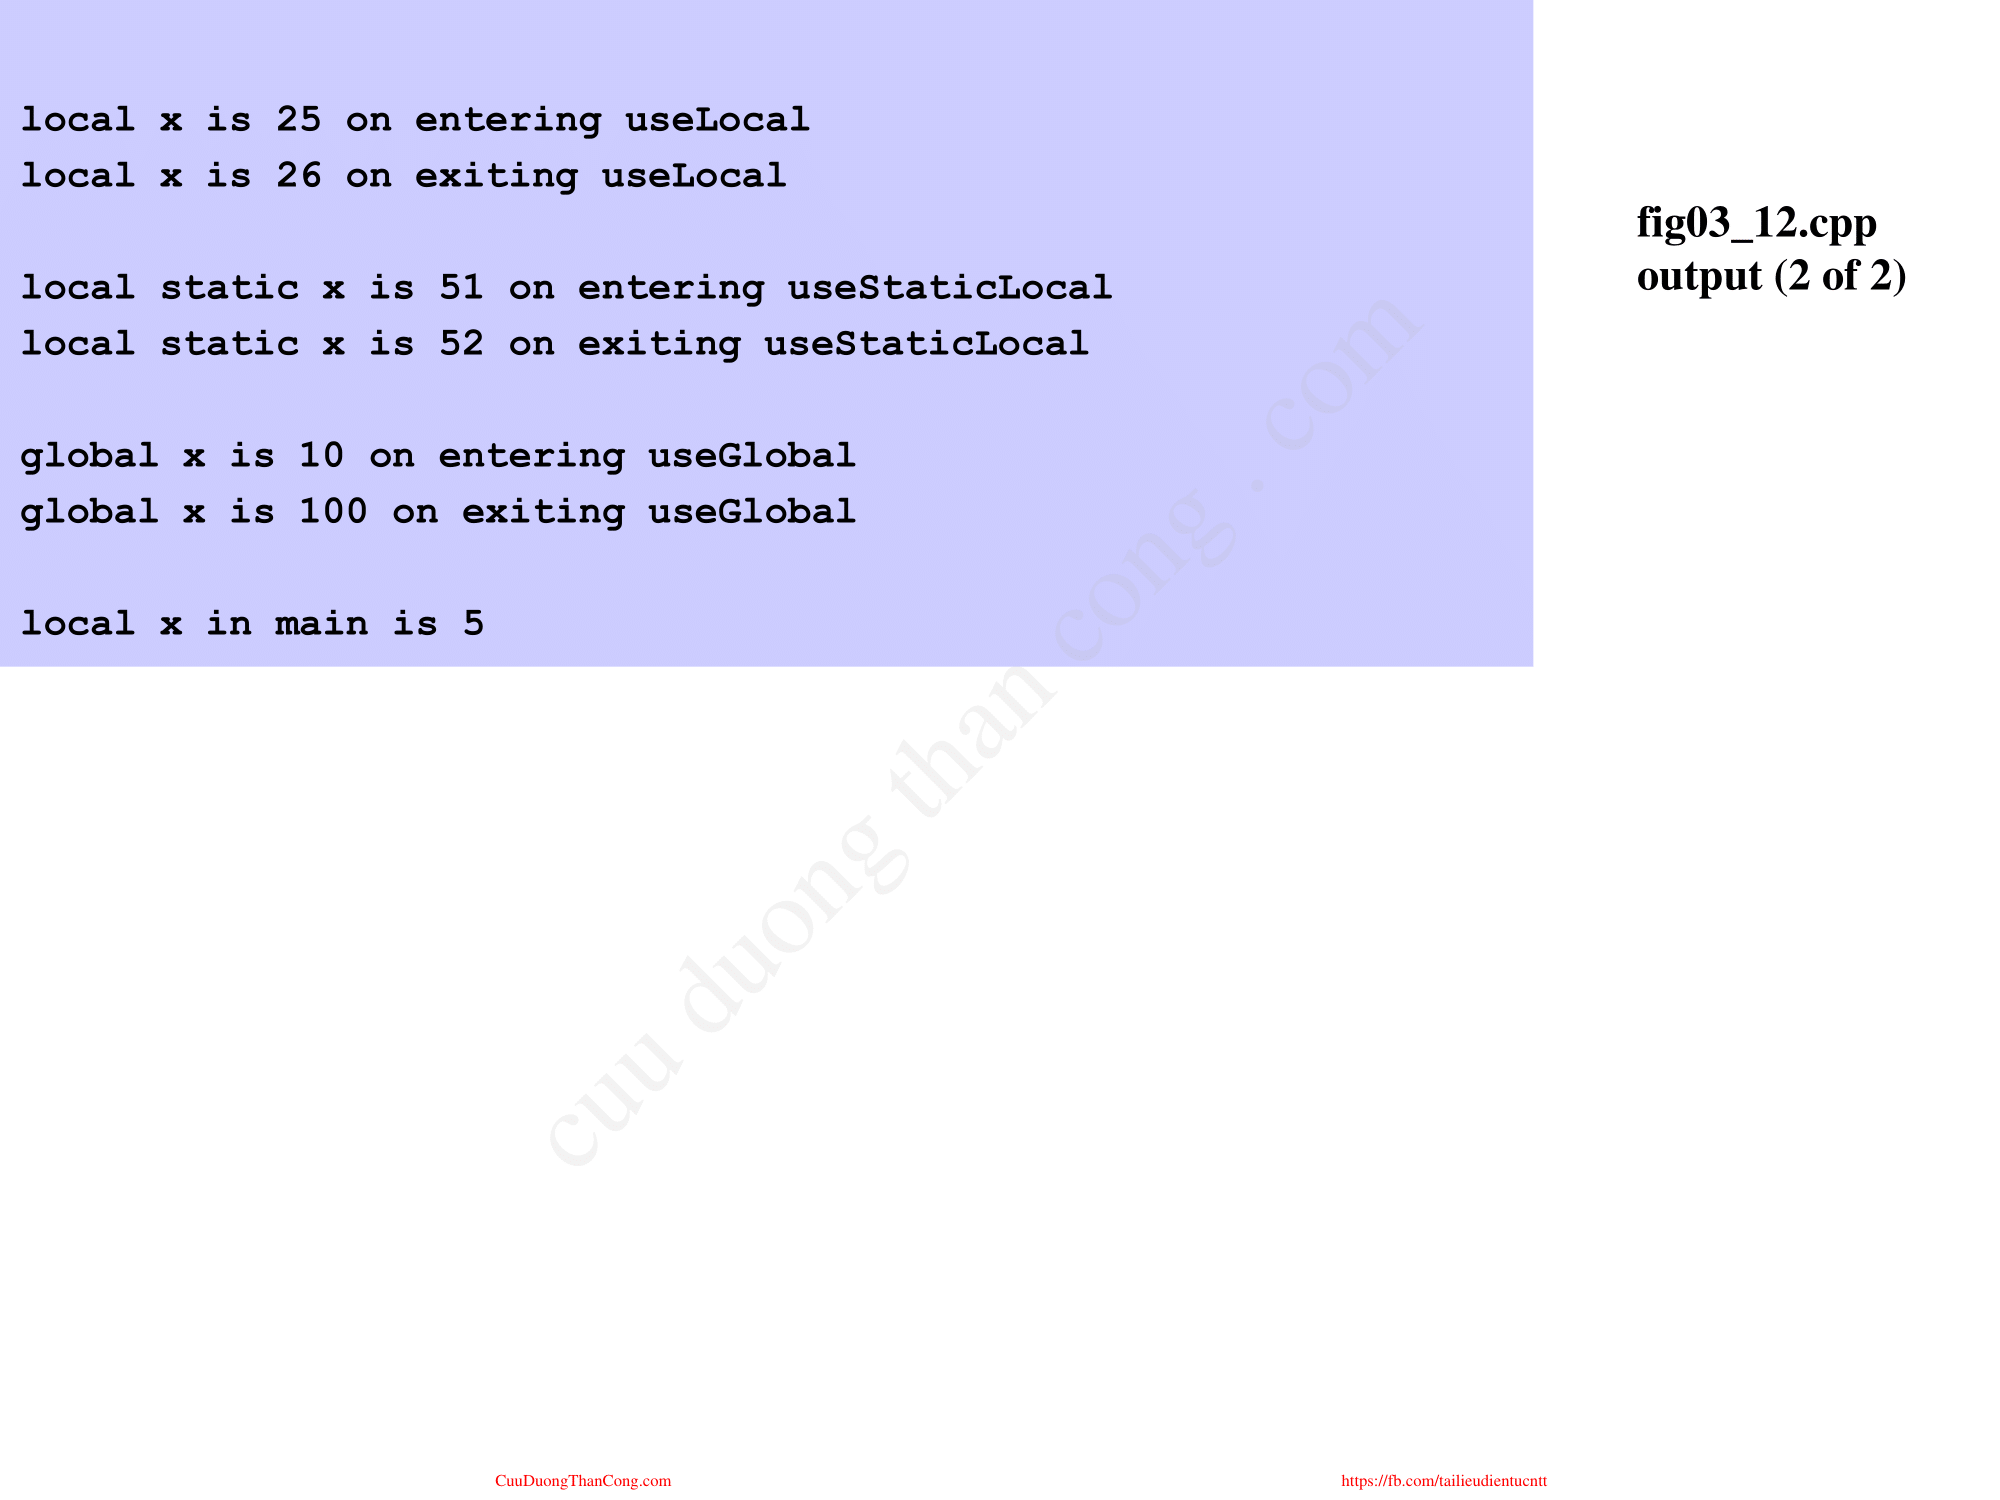 local x is 25 on entering useLocal
local x is 26 on exiting useLocal
local static x is 51 on entering useStaticLocal
local static x is 52 on exiting useStaticLocal
global x is 10 on entering useGlobal
global x is 100 on exiting useGlobal
local x in main is 5
fig03_12.cpp
output (2 of 2)
cuu duong than cong . com
CuuDuongThanCong.com
https://fb.com/tailieudientucntt